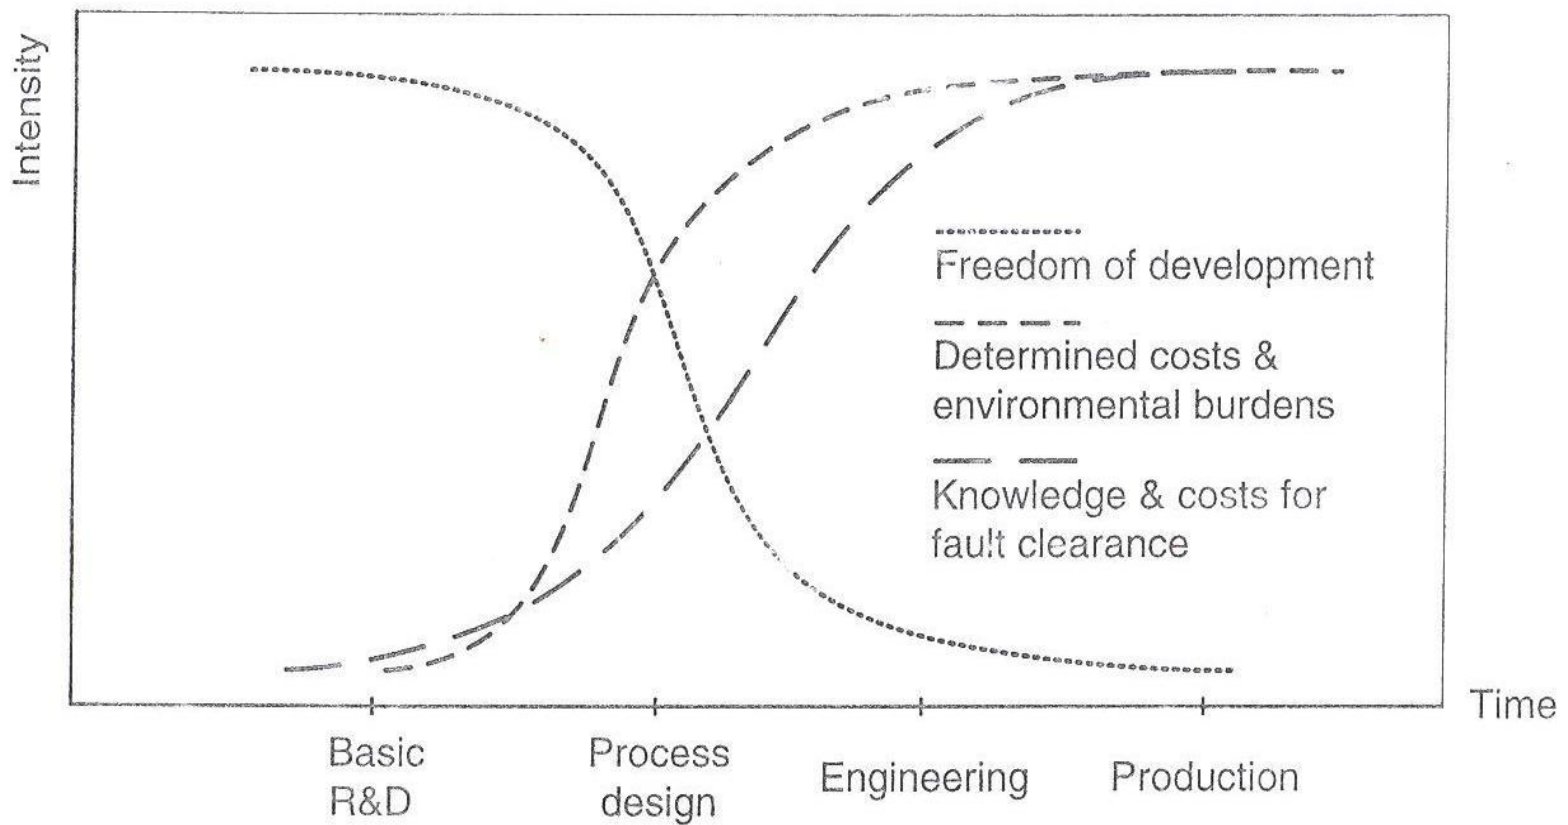 Intensity
Freedom of development
Determined costs &
environmental burdens
Knowledge & costs for
fault clearance
Time
Basic
R&D
Process
design
Engineering
Production